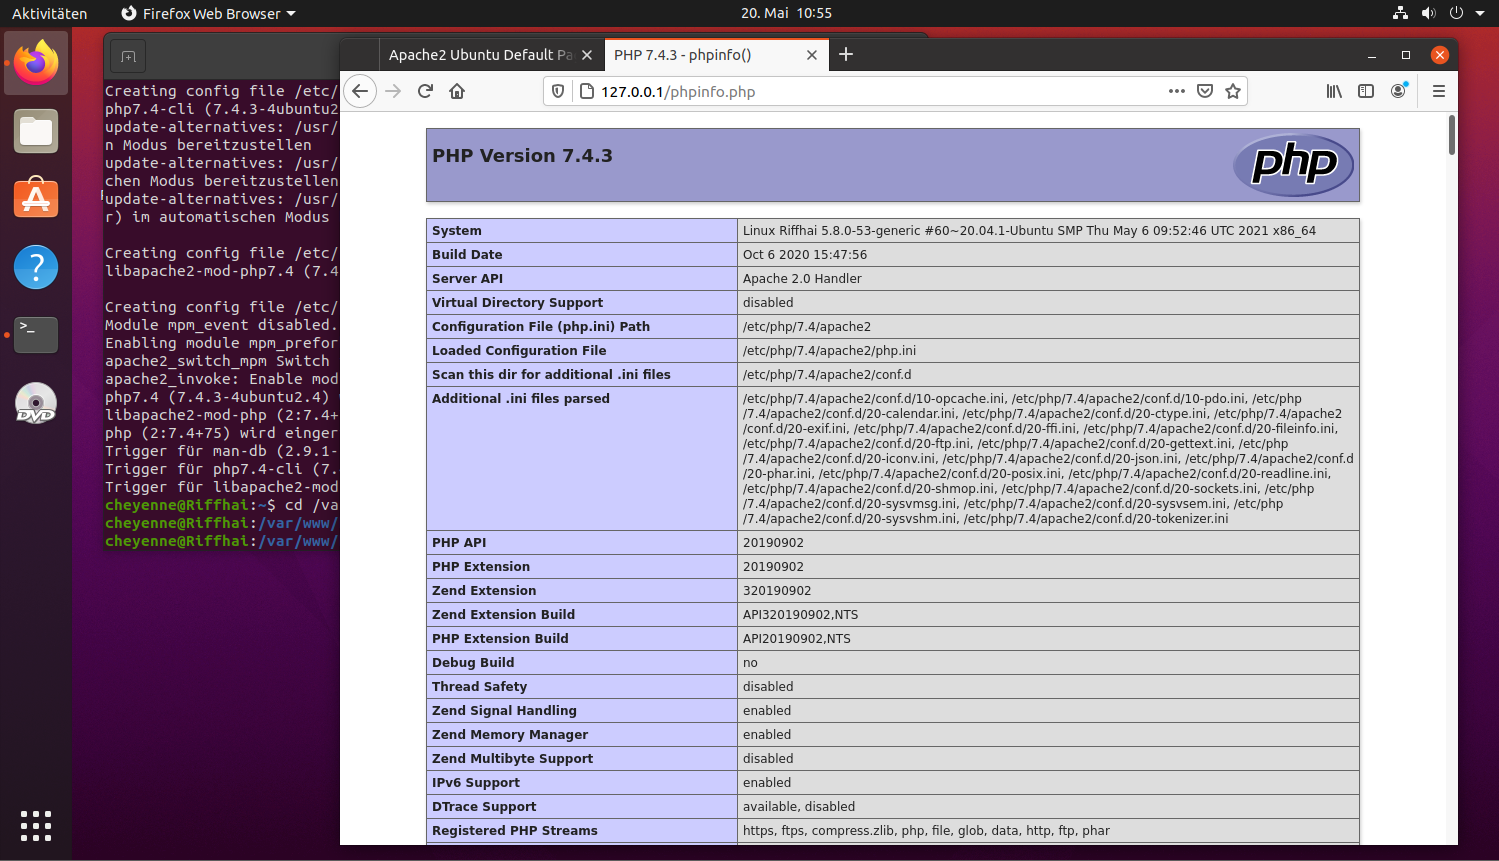 Aktivitäten
Firefox Web Browser
20. Mai 10:55
Apache2 Ubuntu Default Pa
PHP 7.4.3 - phpinfo()
127.0.0.1/phpinfo.php
Creating config file /etc/
php7.4-cli (7.4.3-4ubuntu2
update-alternatives: /usr/
n Modus bereitzustellen
update-alternatives: /usr/
chen Modus bereitzustellen
update-alternatives: /usr/
r) im automatischen Modus
Creating config file /etc/
libapache2-mod-php7.4 (7.4
Creating config file /etc/
Module mpm_event disabled.
Enabling module mpm_prefor
apache2_switch_mpm Switch
apache2_invoke: Enable mod
php7.4 (7.4.3-4ubuntu2.4)
libapache2-mod-php (2:7.4+
php (2:7.4+75) wird einger
Trigger für man-db (2.9.1-
Trigger für php7.4-cli (7.
Trigger für libapache2-mod
cheyenne@Riffhai:~$ cd /va
cheyenne@Riffhai:/var/www/
cheyenne@Riffhai:/var/www/
>_
DVD
PHP Version 7.4.3
php
System Linux Riffhai 5.8.0-53-generic #60~20.04.1-Ubuntu SMP Thu May 6 09:52:46 UTC 2021 x86_64
Build Date Oct 6 2020 15:47:56
Server API Apache 2.0 Handler
Virtual Directory Support disabled
Configuration File (php.ini) Path /etc/php/7.4/apache2
Loaded Configuration File /etc/php/7.4/apache2/php.ini
Scan this dir for additional .ini files /etc/php/7.4/apache2/conf.d
Additional .ini files parsed /etc/php/7.4/apache2/conf.d/10-opcache.ini, /etc/php/7.4/apache2/conf.d/10-pdo.ini, /etc/php
/7.4/apache2/conf.d/20-calendar.ini, /etc/php/7.4/apache2/conf.d/20-ctype.ini, /etc/php/7.4/apache2
/conf.d/20-exif.ini, /etc/php/7.4/apache2/conf.d/20-ffi.ini, /etc/php/7.4/apache2/conf.d/20-fileinfo.ini,
/etc/php/7.4/apache2/conf.d/20-ftp.ini, /etc/php/7.4/apache2/conf.d/20-gettext.ini, /etc/php
/7.4/apache2/conf.d/20-iconv.ini, /etc/php/7.4/apache2/conf.d/20-json.ini, /etc/php/7.4/apache2/conf.d
/20-phar.ini, /etc/php/7.4/apache2/conf.d/20-posix.ini, /etc/php/7.4/apache2/conf.d/20-readline.ini,
/etc/php/7.4/apache2/conf.d/20-shmop.ini, /etc/php/7.4/apache2/conf.d/20-sockets.ini, /etc/php
/7.4/apache2/conf.d/20-sysvmsg.ini, /etc/php/7.4/apache2/conf.d/20-sysvsem.ini, /etc/php
/7.4/apache2/conf.d/20-sysvshm.ini, /etc/php/7.4/apache2/conf.d/20-tokenizer.ini
PHP API 20190902
PHP Extension 20190902
Zend Extension 320190902
Zend Extension Build API320190902,NTS
PHP Extension Build API20190902,NTS
Debug Build no
Thread Safety disabled
Zend Signal Handling enabled
Zend Memory Manager enabled
Zend Multibyte Support disabled
IPv6 Support enabled
DTrace Support available, disabled
Registered PHP Streams https, ftps, compress.zlib, php, file, glob, data, http, ftp, phar